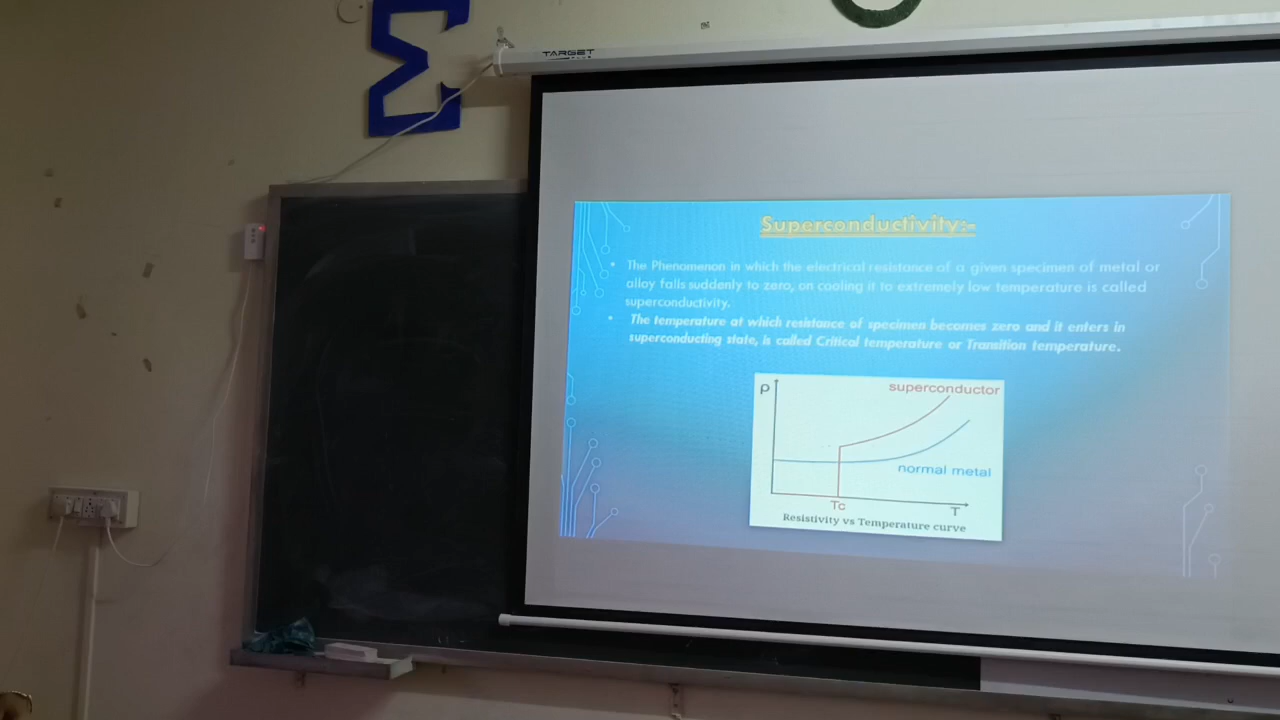 Σ
TARGET
Superconductivity:-
• The Phenomenon in which the electrical resistance of a given specimen of metal or
alloy falls suddenly to zero, on cooling it to extremely low temperature is called
superconductivity.
• The temperature at which resistance of specimen becomes zero and it enters in
superconducting state, is called Critical temperature or Transition temperature.
ρ
superconductor
normal metal
Tc
T
Resistivity vs Temperature curve